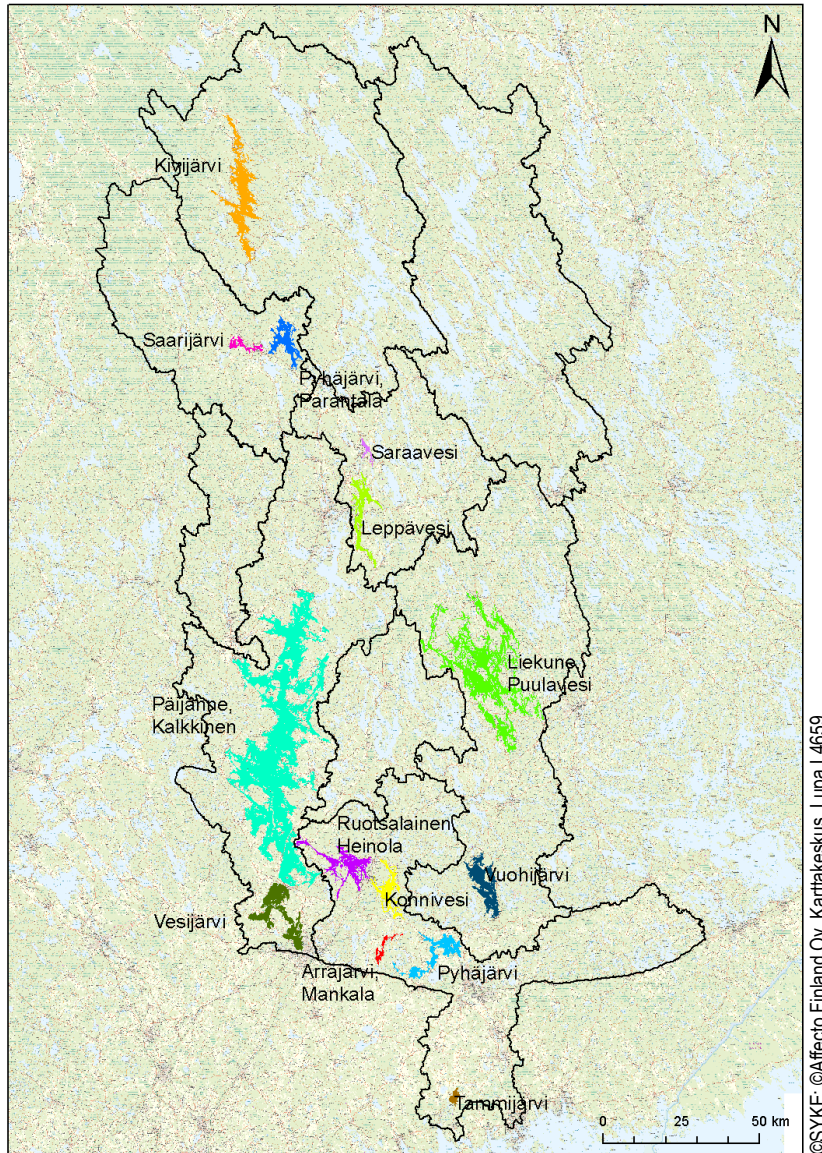 N
Kivijärvi
Saarijärvi
Pyhäjärvi,
Parantala
Saraavesi
Leppävesi
Liekune,
Puulavesi
Päijänne,
Kalkkinen
Ruotsalainen,
Heinola
Vuohijärvi
Konnivesi
Vesijärvi
Arrajärvi,
Mankala
Pyhäjärvi
Tammijärvi
0 25 50 km
©SYKE; ©Affecto Finland Oy, Karttakeskus, Lupa L4659